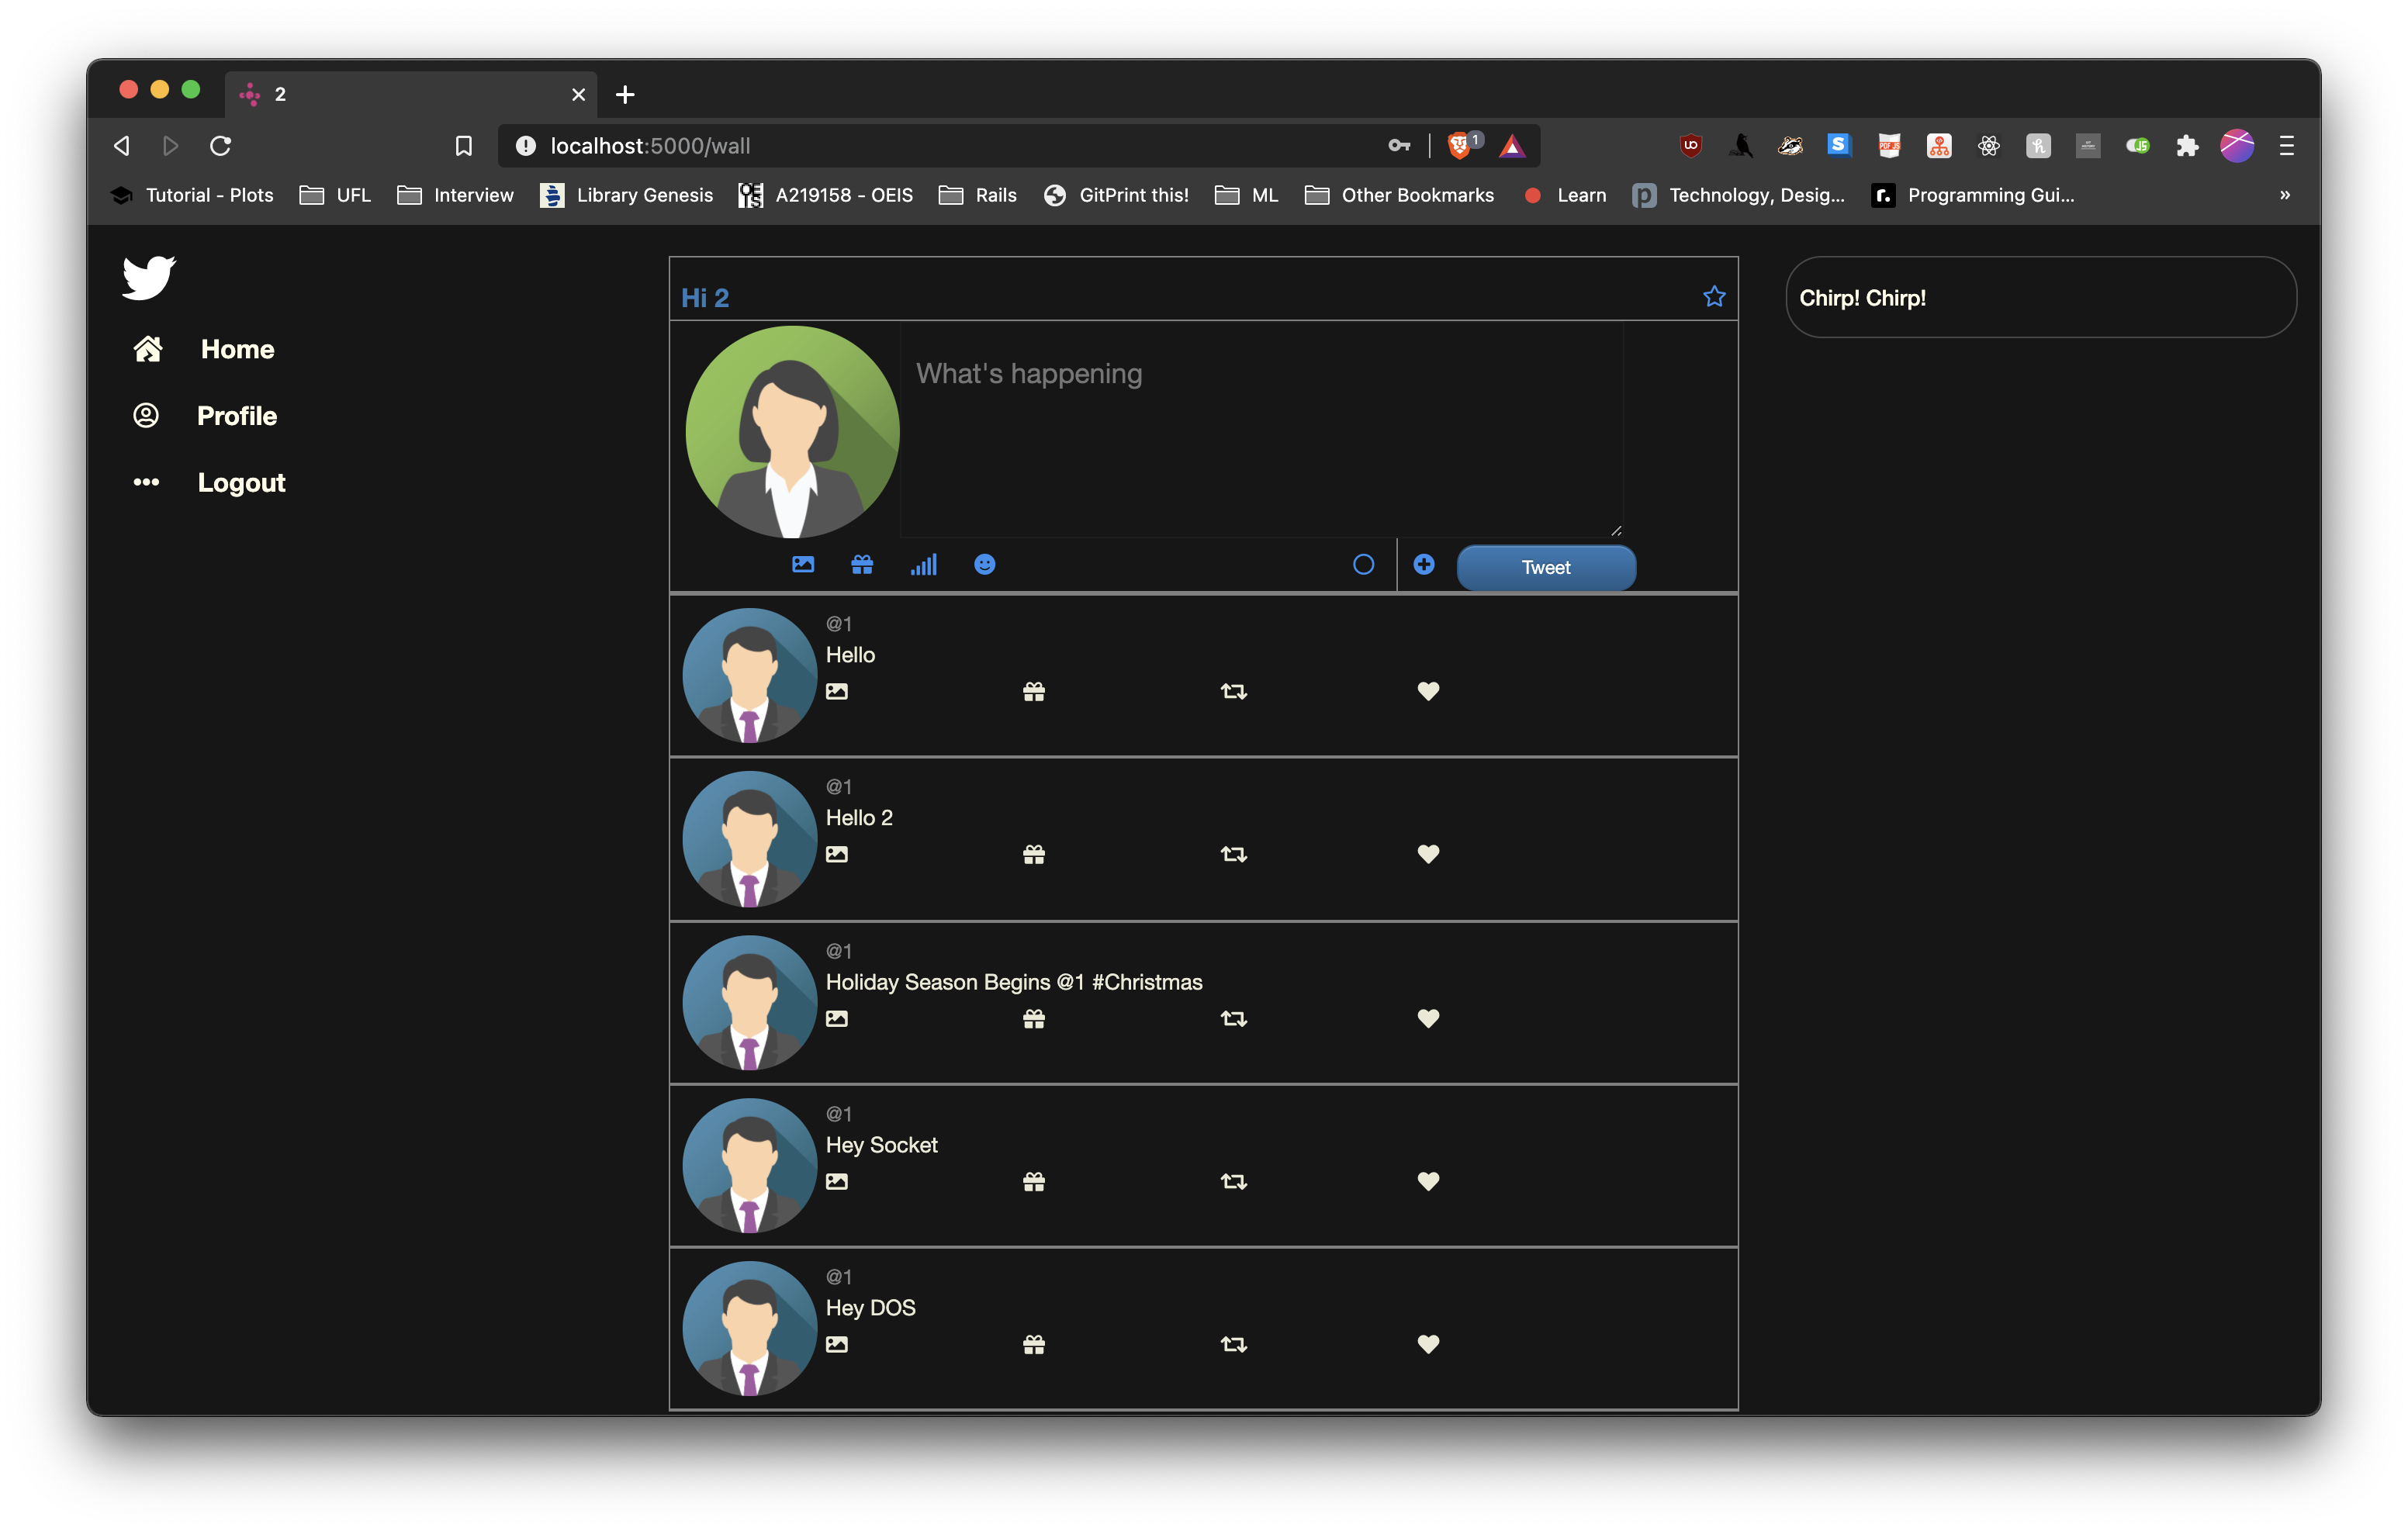 2
localhost:5000/wall
1
Tutorial - Plots UFL Interview Library Genesis A219158 - OEIS Rails GitPrint this! ML Other Bookmarks Learn Technology, Desig... Programming Gui... »
Hi 2
Chirp! Chirp!
Home
What's happening
Profile
Logout
Tweet
@1
Hello
@1
Hello 2
@1
Holiday Season Begins @1 #Christmas
@1
Hey Socket
@1
Hey DOS